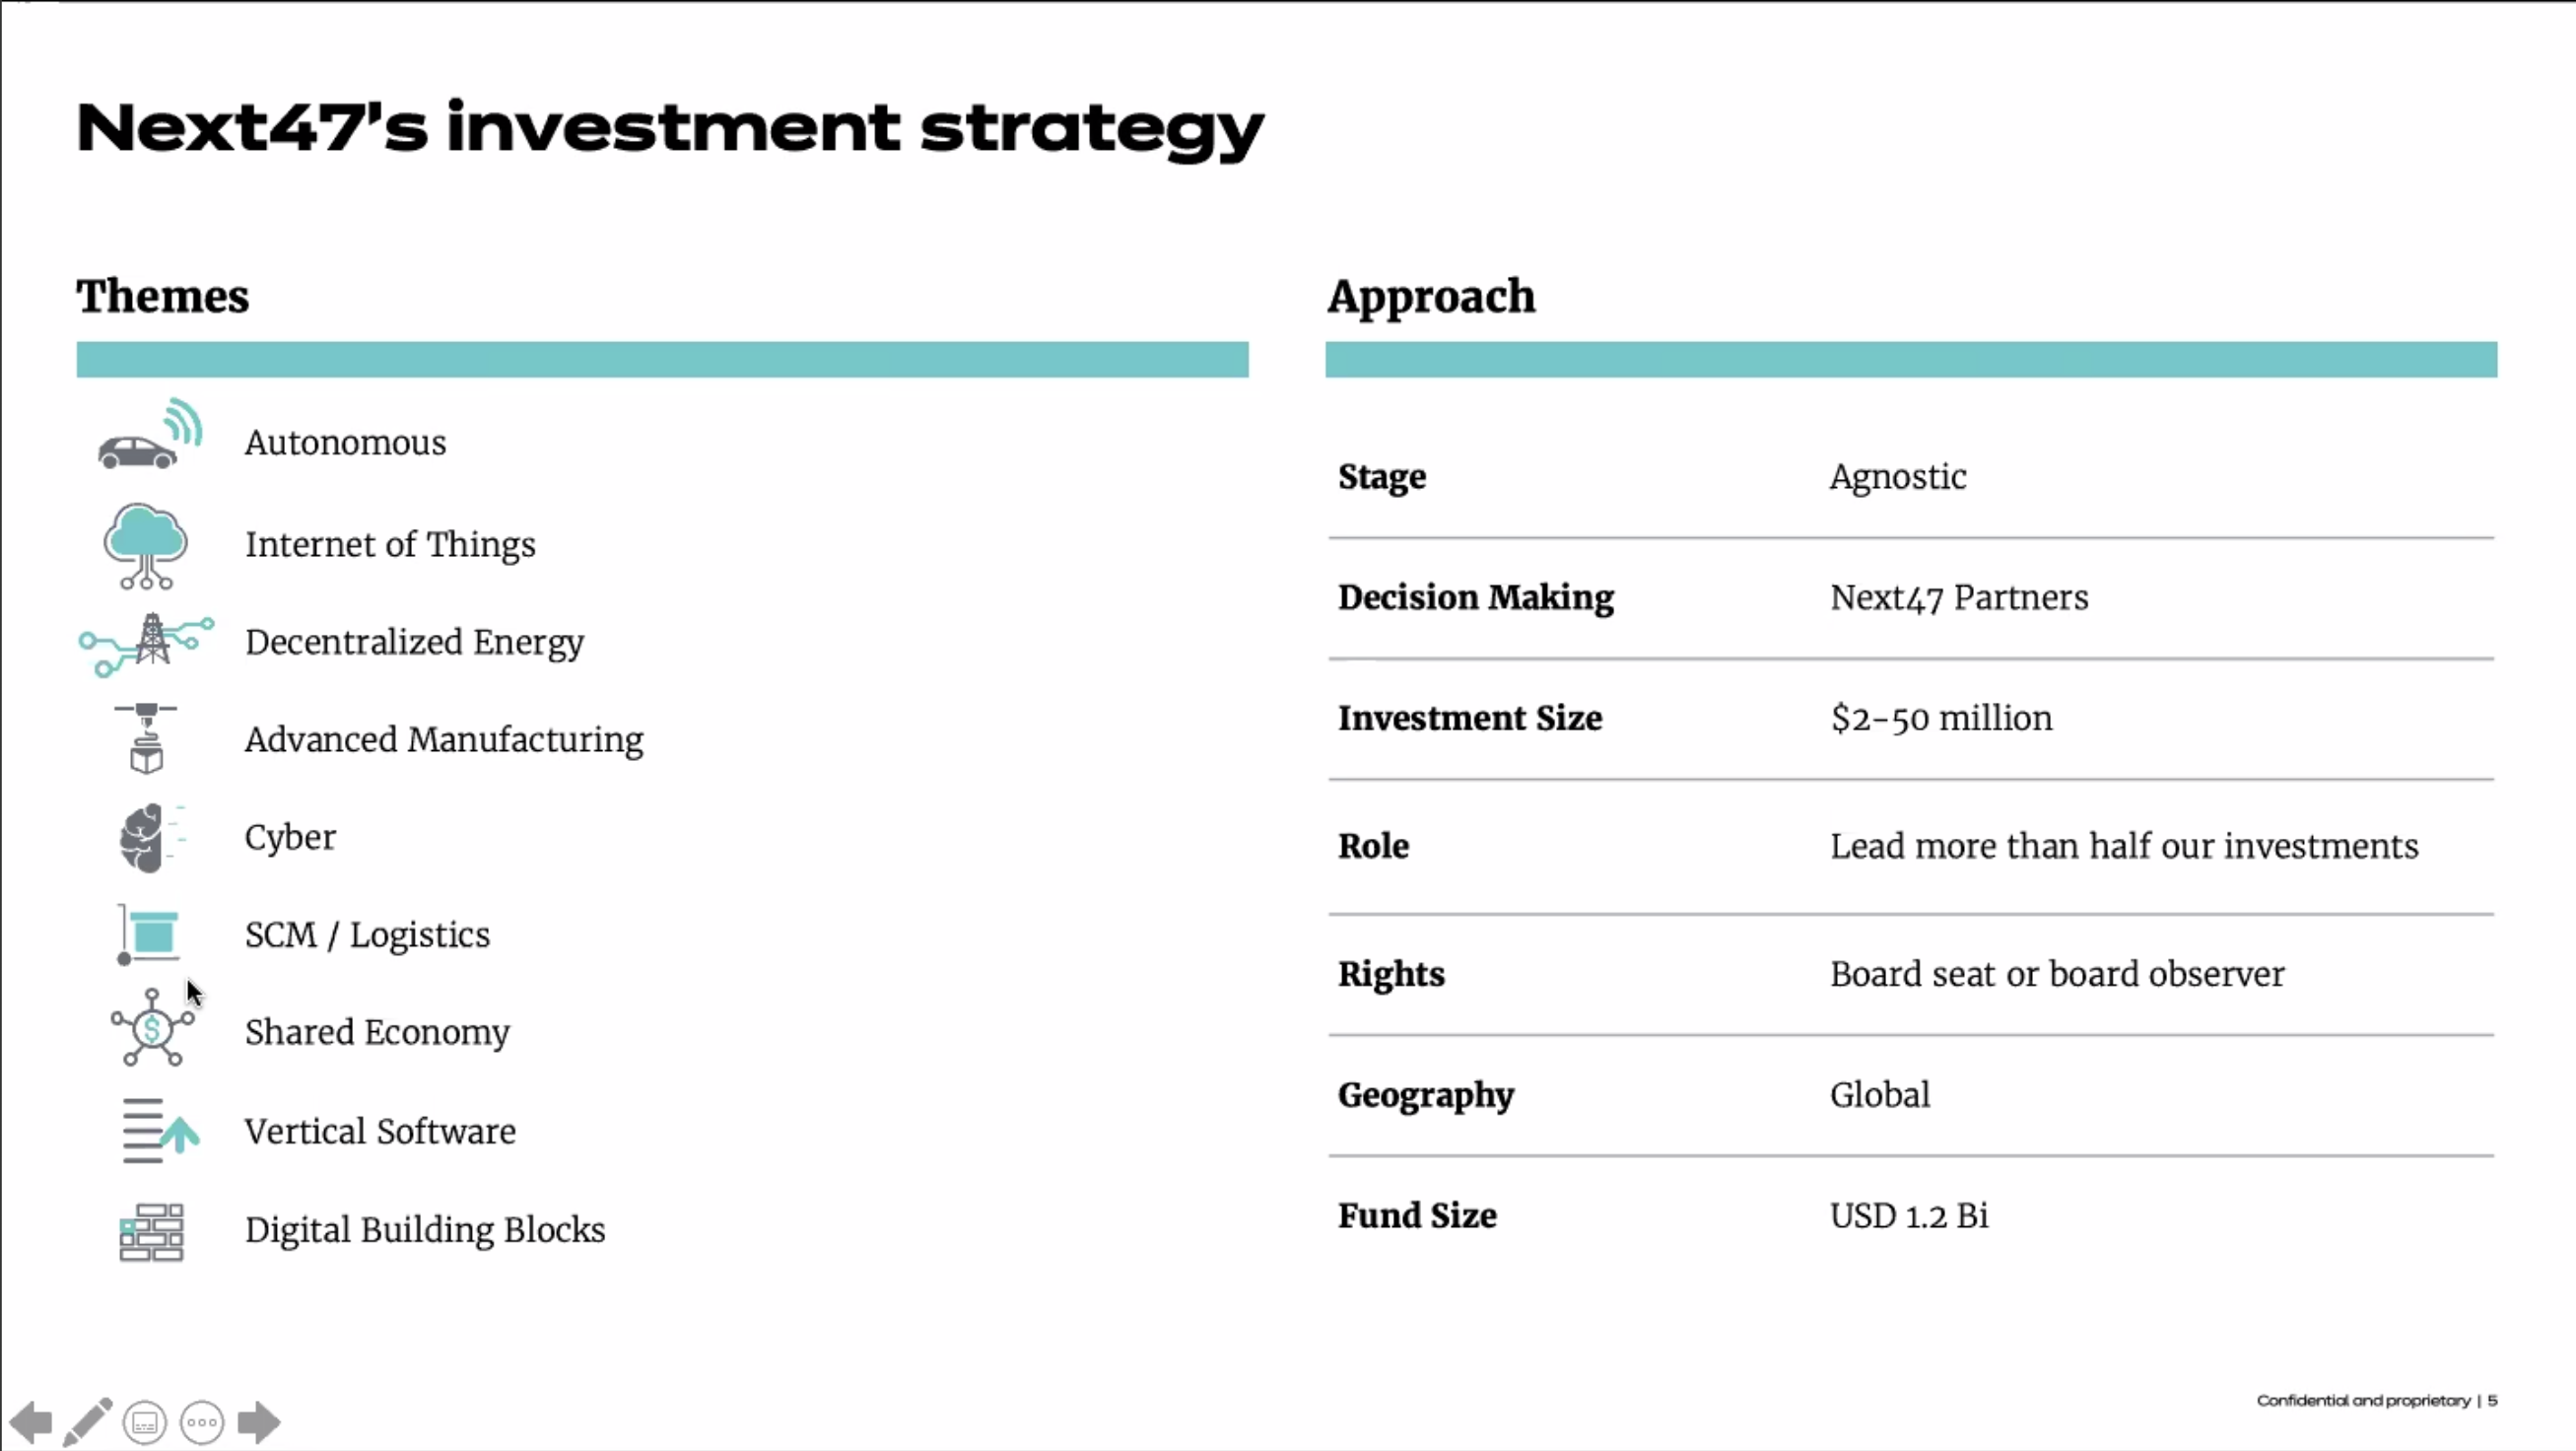 Next47's investment strategy
Themes
Autonomous
Internet of Things
Decentralized Energy
Advanced Manufacturing
Cyber
SCM / Logistics
$
Shared Economy
Vertical Software
Digital Building Blocks
Approach
Stage Agnostic
Decision Making Next47 Partners
Investment Size $2-50 million
Role Lead more than half our investments
Rights Board seat or board observer
Geography Global
Fund Size USD 1.2 Bi
Confidential and proprietary | 5